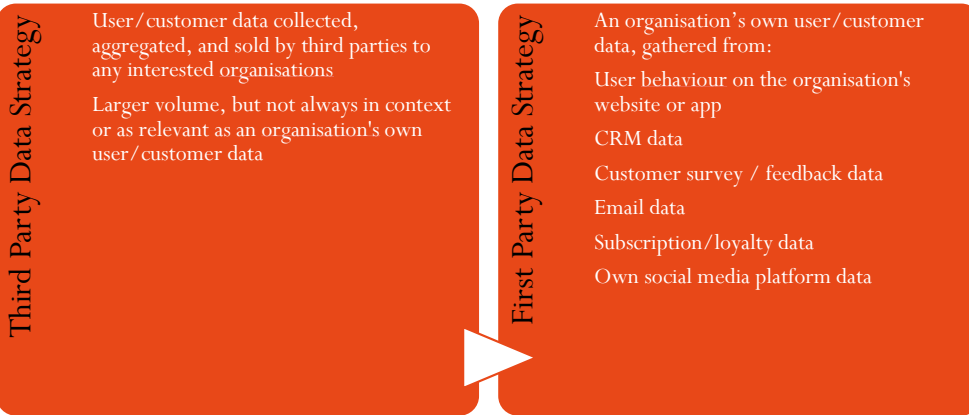 Third Party Data Strategy
User/customer data collected,
aggregated, and sold by third parties to
any interested organisations
Larger volume, but not always in context
or as relevant as an organisation's own
user/customer data
First Party Data Strategy
An organisation’s own user/customer
data, gathered from:
User behaviour on the organisation's
website or app
CRM data
Customer survey / feedback data
Email data
Subscription/loyalty data
Own social media platform data